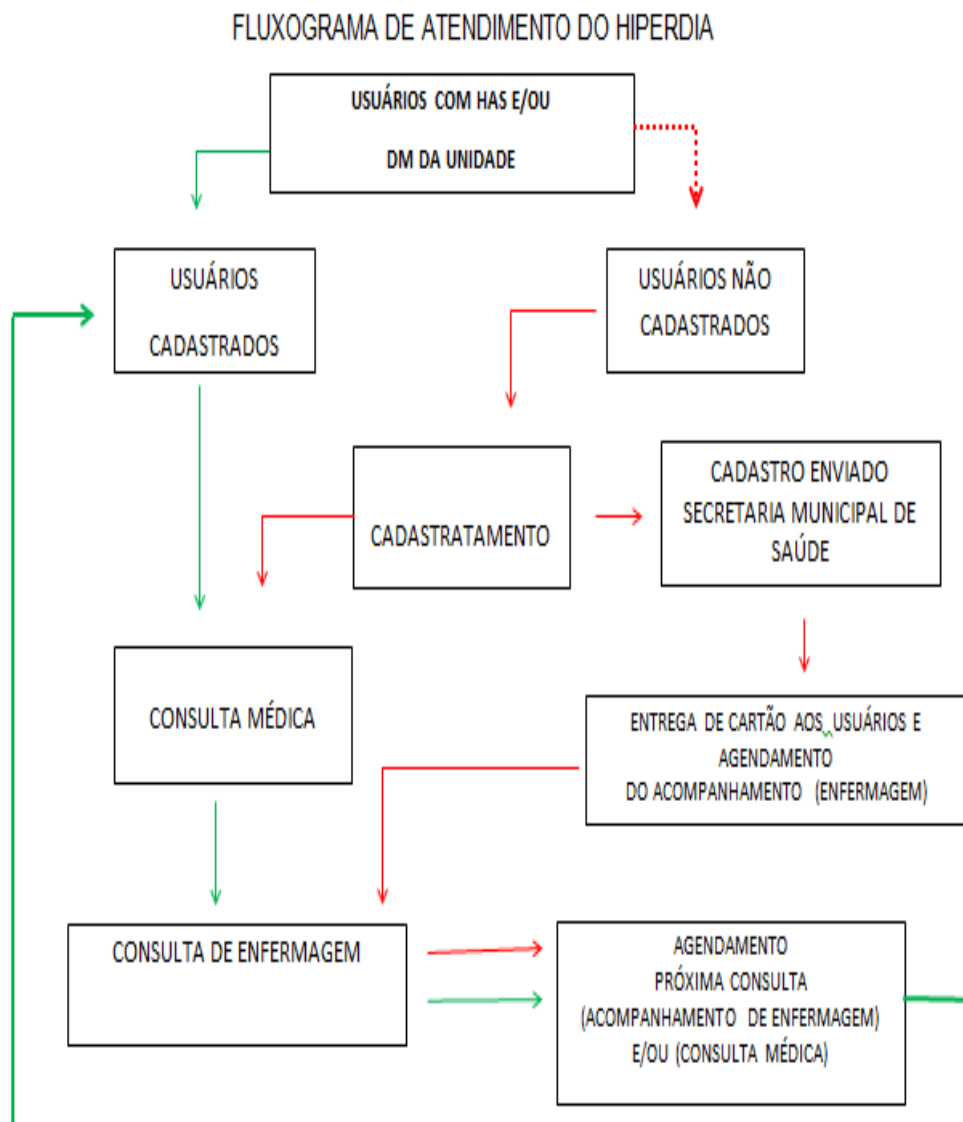 FLUXOGRAMA DE ATENDIMENTO DO HIPERDIA
USUÁRIOS COM HAS E/OU
DM DA UNIDADE
USUÁRIOS
CADASTRADOS
USUÁRIOS NÃO
CADASTRADOS
CADASTRATAMENTO
CADASTRO ENVIADO
SECRETARIA MUNICIPAL DE
SAÚDE
CONSULTA MÉDICA
ENTREGA DE CARTÃO AOS USUÁRIOS E
AGENDAMENTO
DO ACOMPANHAMENTO (ENFERMAGEM)
CONSULTA DE ENFERMAGEM
AGENDAMENTO
PRÓXIMA CONSULTA
(ACOMPANHAMENTO DE ENFERMAGEM)
E/OU (CONSULTA MÉDICA)